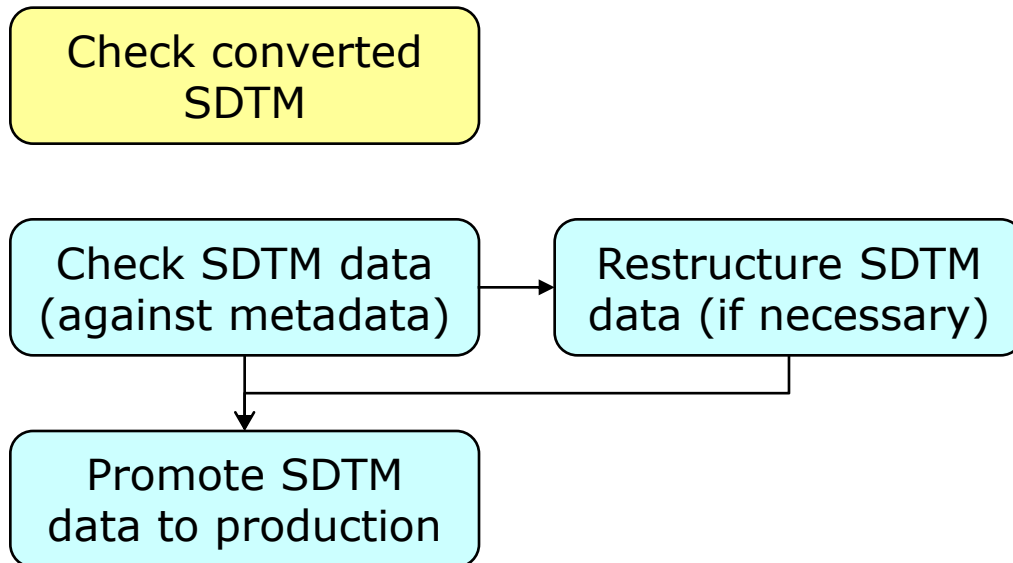 Check converted
SDTM
Check SDTM data
(against metadata)
Restructure SDTM
data (if necessary)
Promote SDTM
data to production